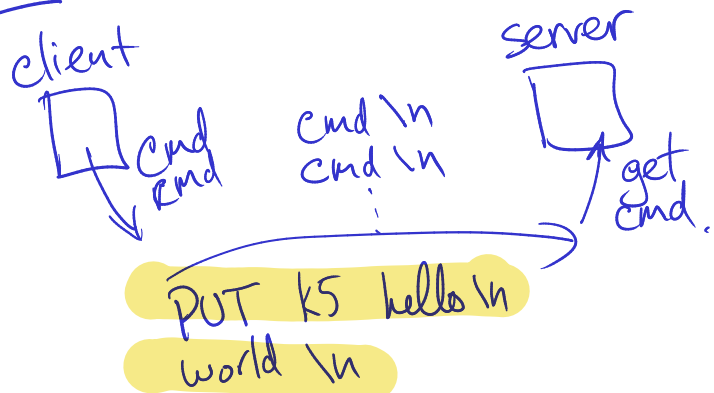 client
server
cmd
cmd
cmd \n
cmd \n
get
cmd.
PUT k5 hello\n
world \n